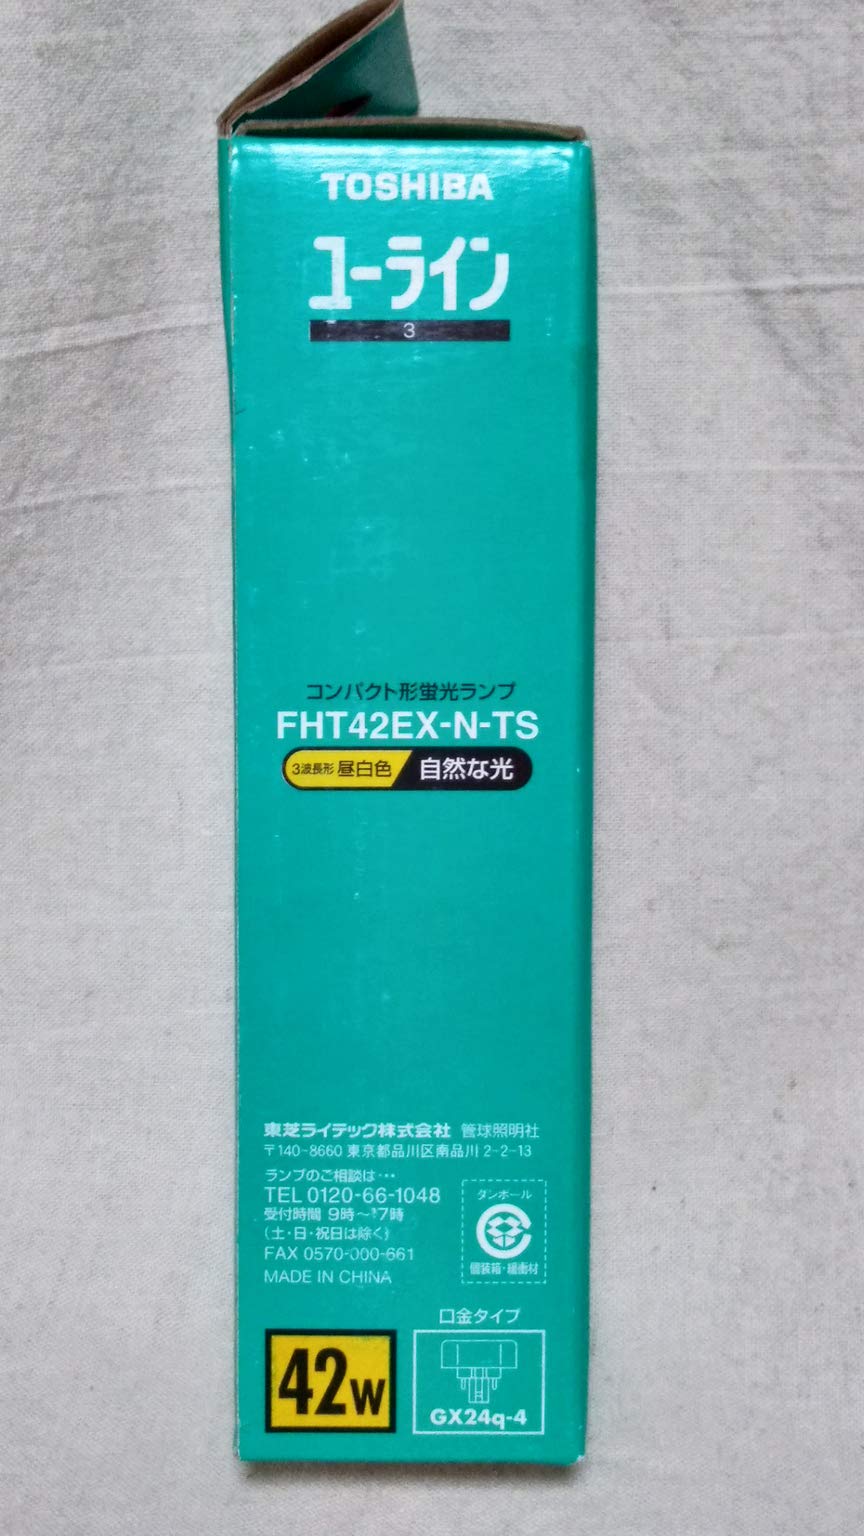 TOSHIBA
ユーライン
3
コンパクト形蛍光ランプ
FHT42EX-N-TS
3波長形 昼白色 自然な光
東芝ライテック株式会社 管球照明社
〒140-8660 東京都品川区南品川 2-2-13
ランプのご相談は…
TEL 0120-66-1048
受付時間 9時〜17時
(土・日・祝日は除く)
FAX 0570-000-661
MADE IN CHINA
ダンボール
個装箱・緩衝材
口金タイプ
42W
GX24q-4